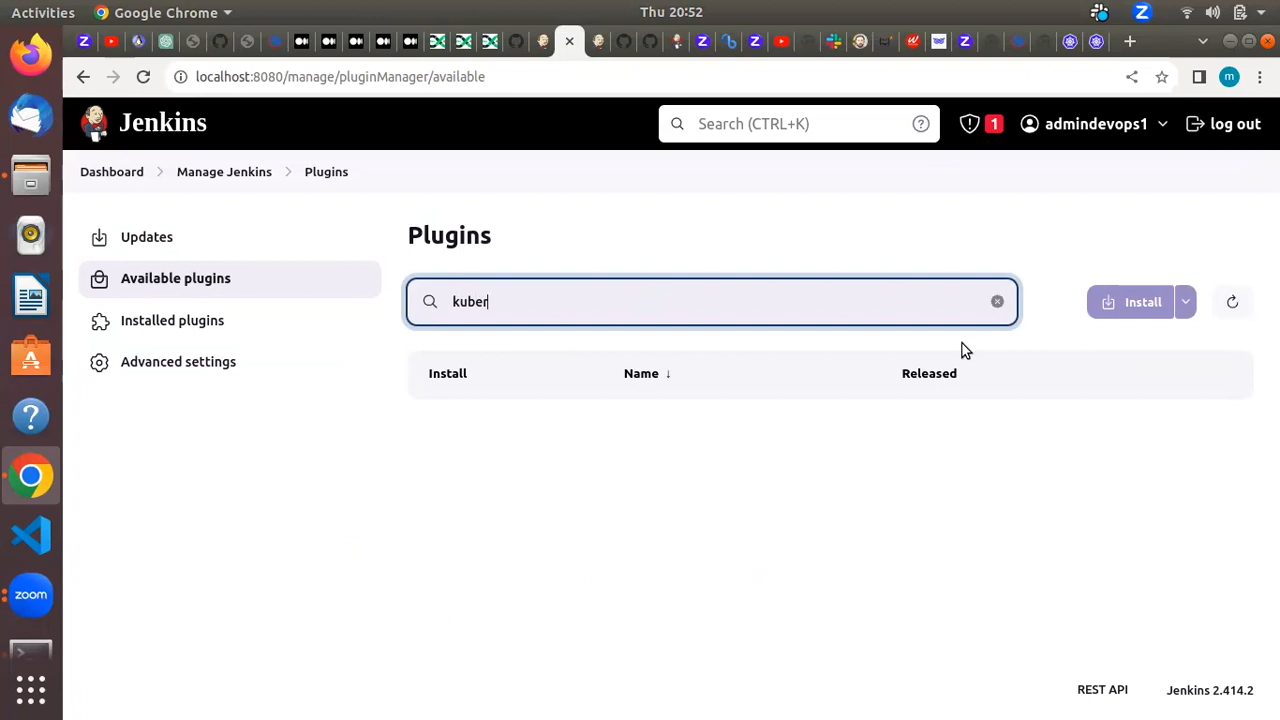 Activities
Google Chrome
Thu 20:52
localhost:8080/manage/pluginManager/available
m
Jenkins
Search (CTRL+K)
1
admindevops1
log out
Dashboard
Manage Jenkins
Plugins
Updates
Available plugins
Installed plugins
Advanced settings
Plugins
kuber
Install
Install
Name ↓
Released
zoom
REST API
Jenkins 2.414.2